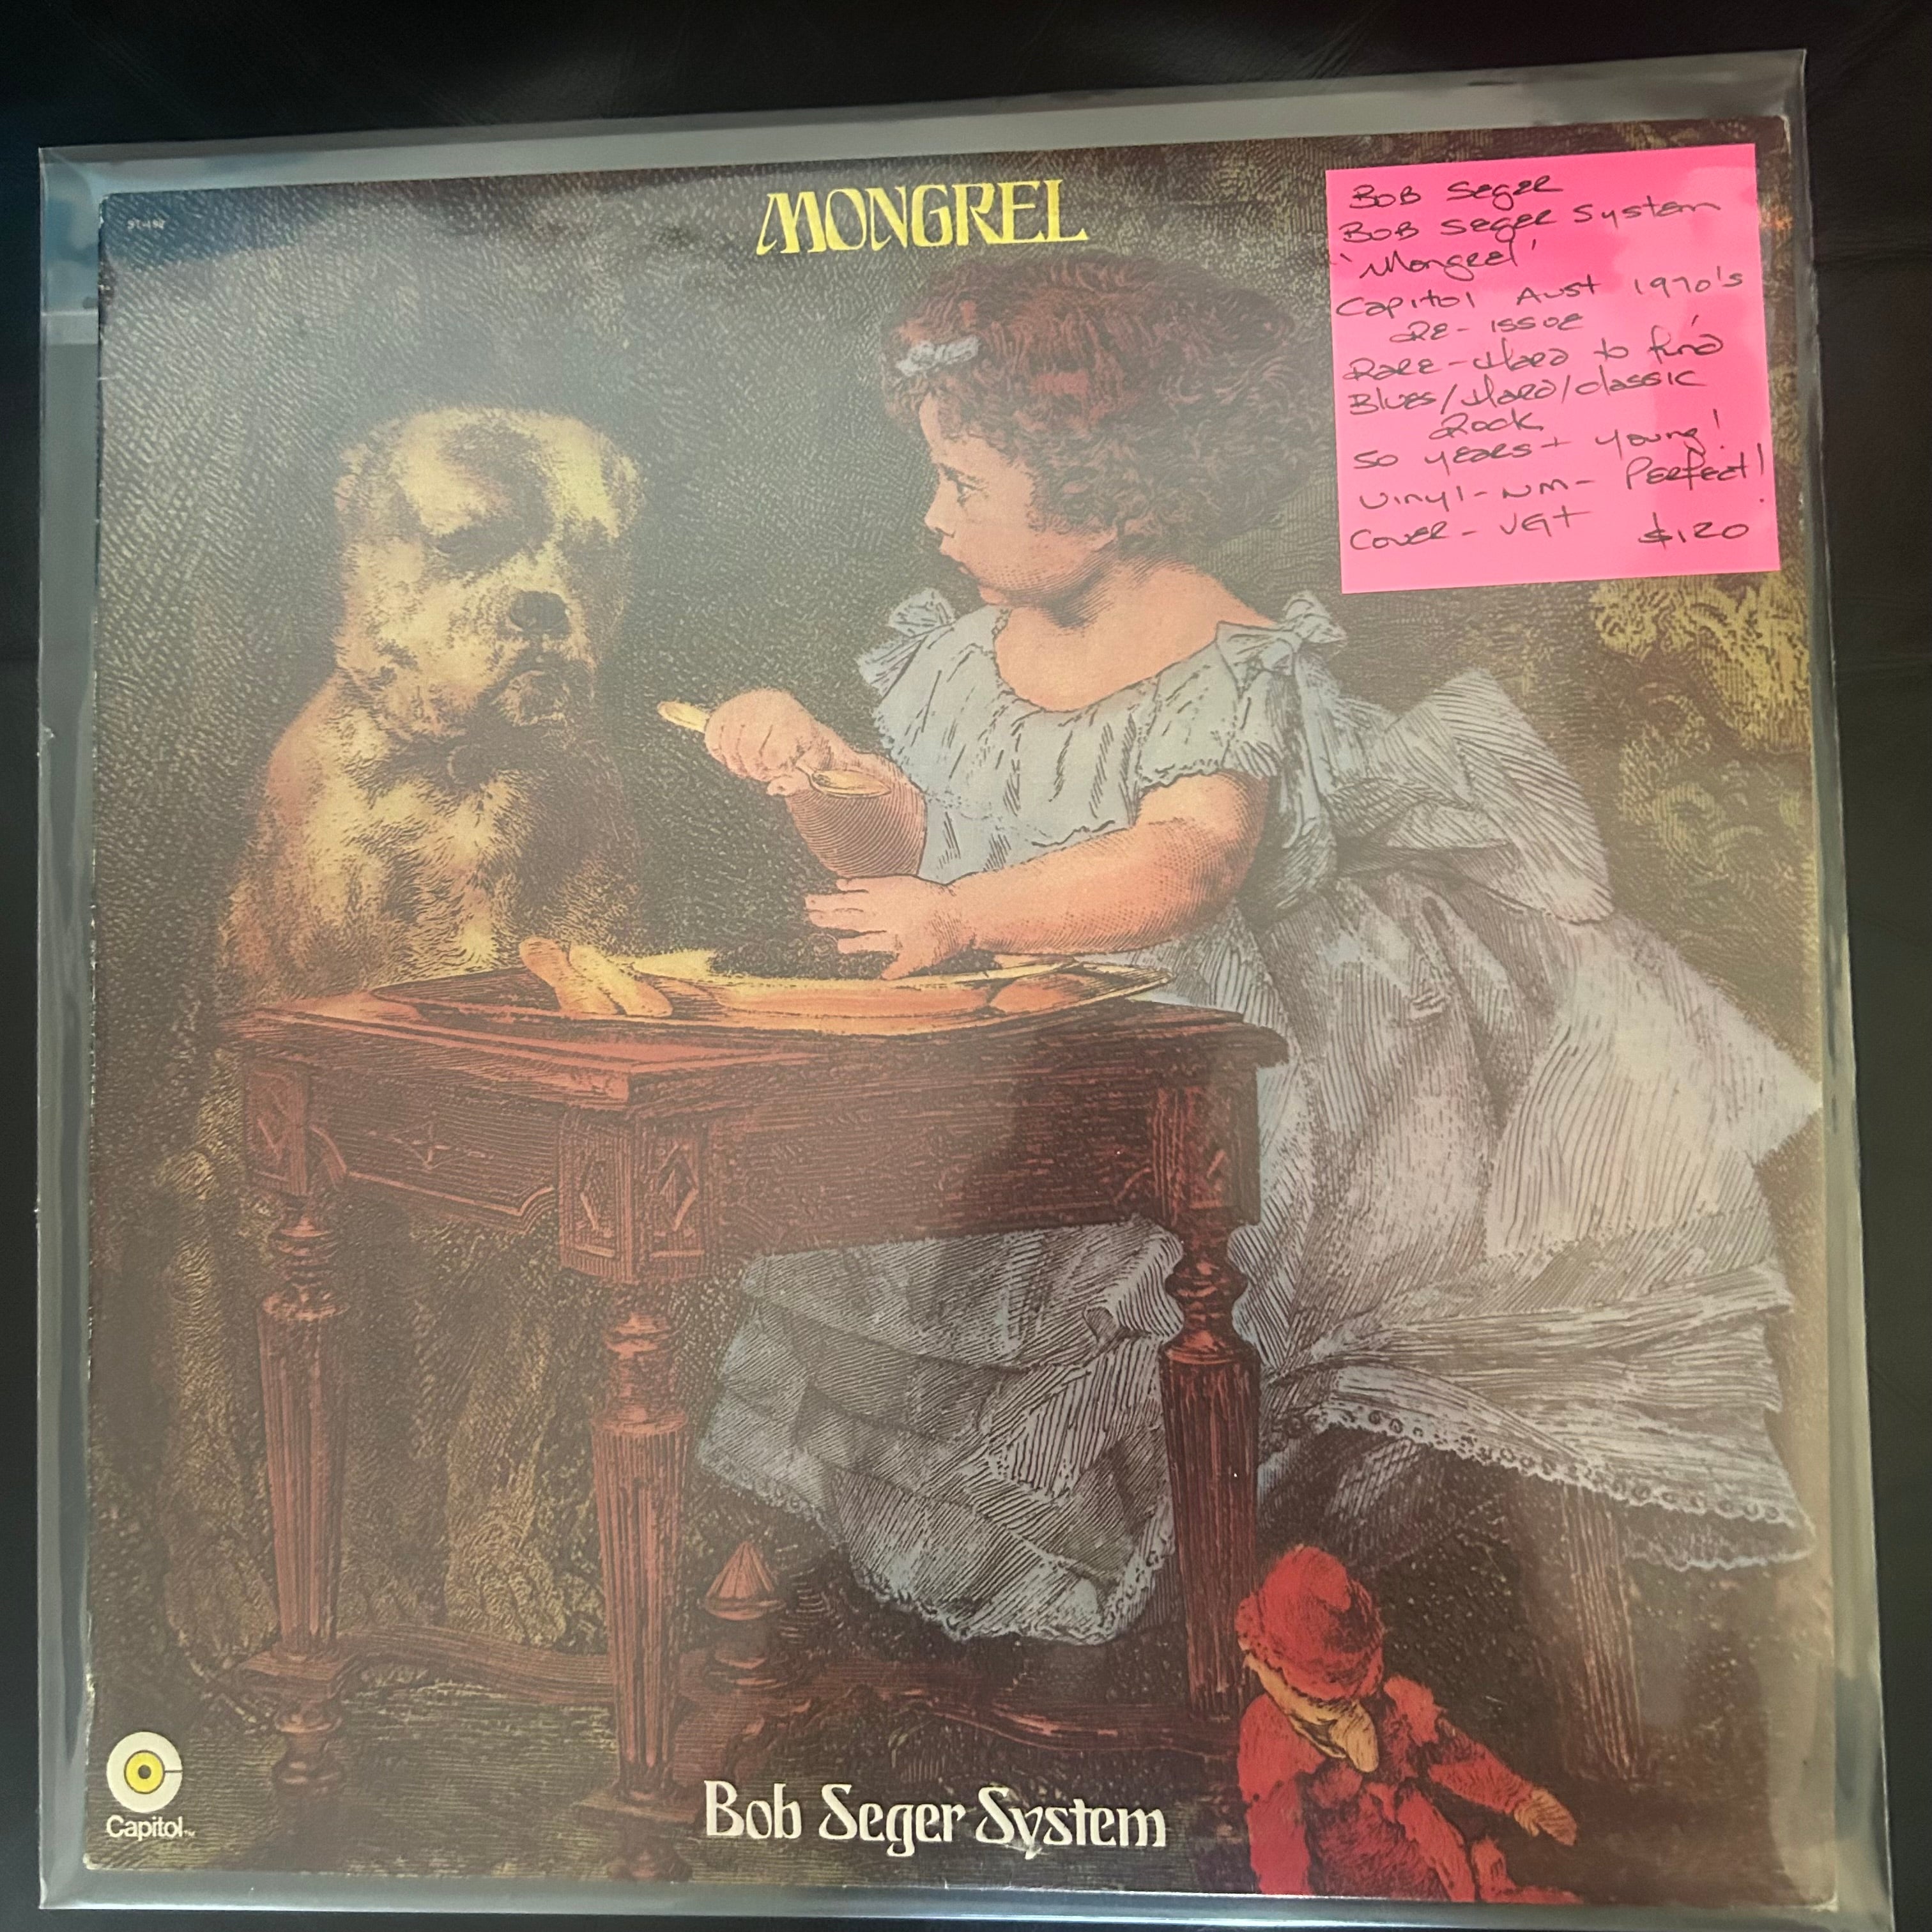 MONGREL
BOB Seger
BOB Seger System
'Mongrel'
Capitol Aust 1970's
RE-ISSUE
RARE-Hard to find
Blues/Hard/classic
Rock
50 years+ young!
Vinyl-NM- Perfect!
Cover-VG+ $120
Capitol
Bob Seger System